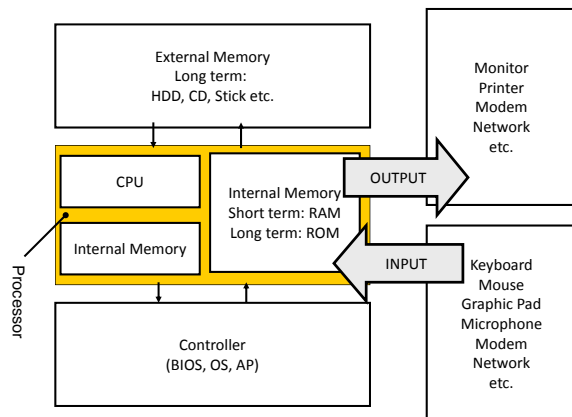 External Memory
Long term:
HDD, CD, Stick etc.
Monitor
Printer
Modem
Network
etc.
CPU
Internal Memory
Short term: RAM
Long term: ROM
OUTPUT
Internal Memory
INPUT
Processor
Controller
(BIOS, OS, AP)
Keyboard
Mouse
Graphic Pad
Microphone
Modem
Network
etc.